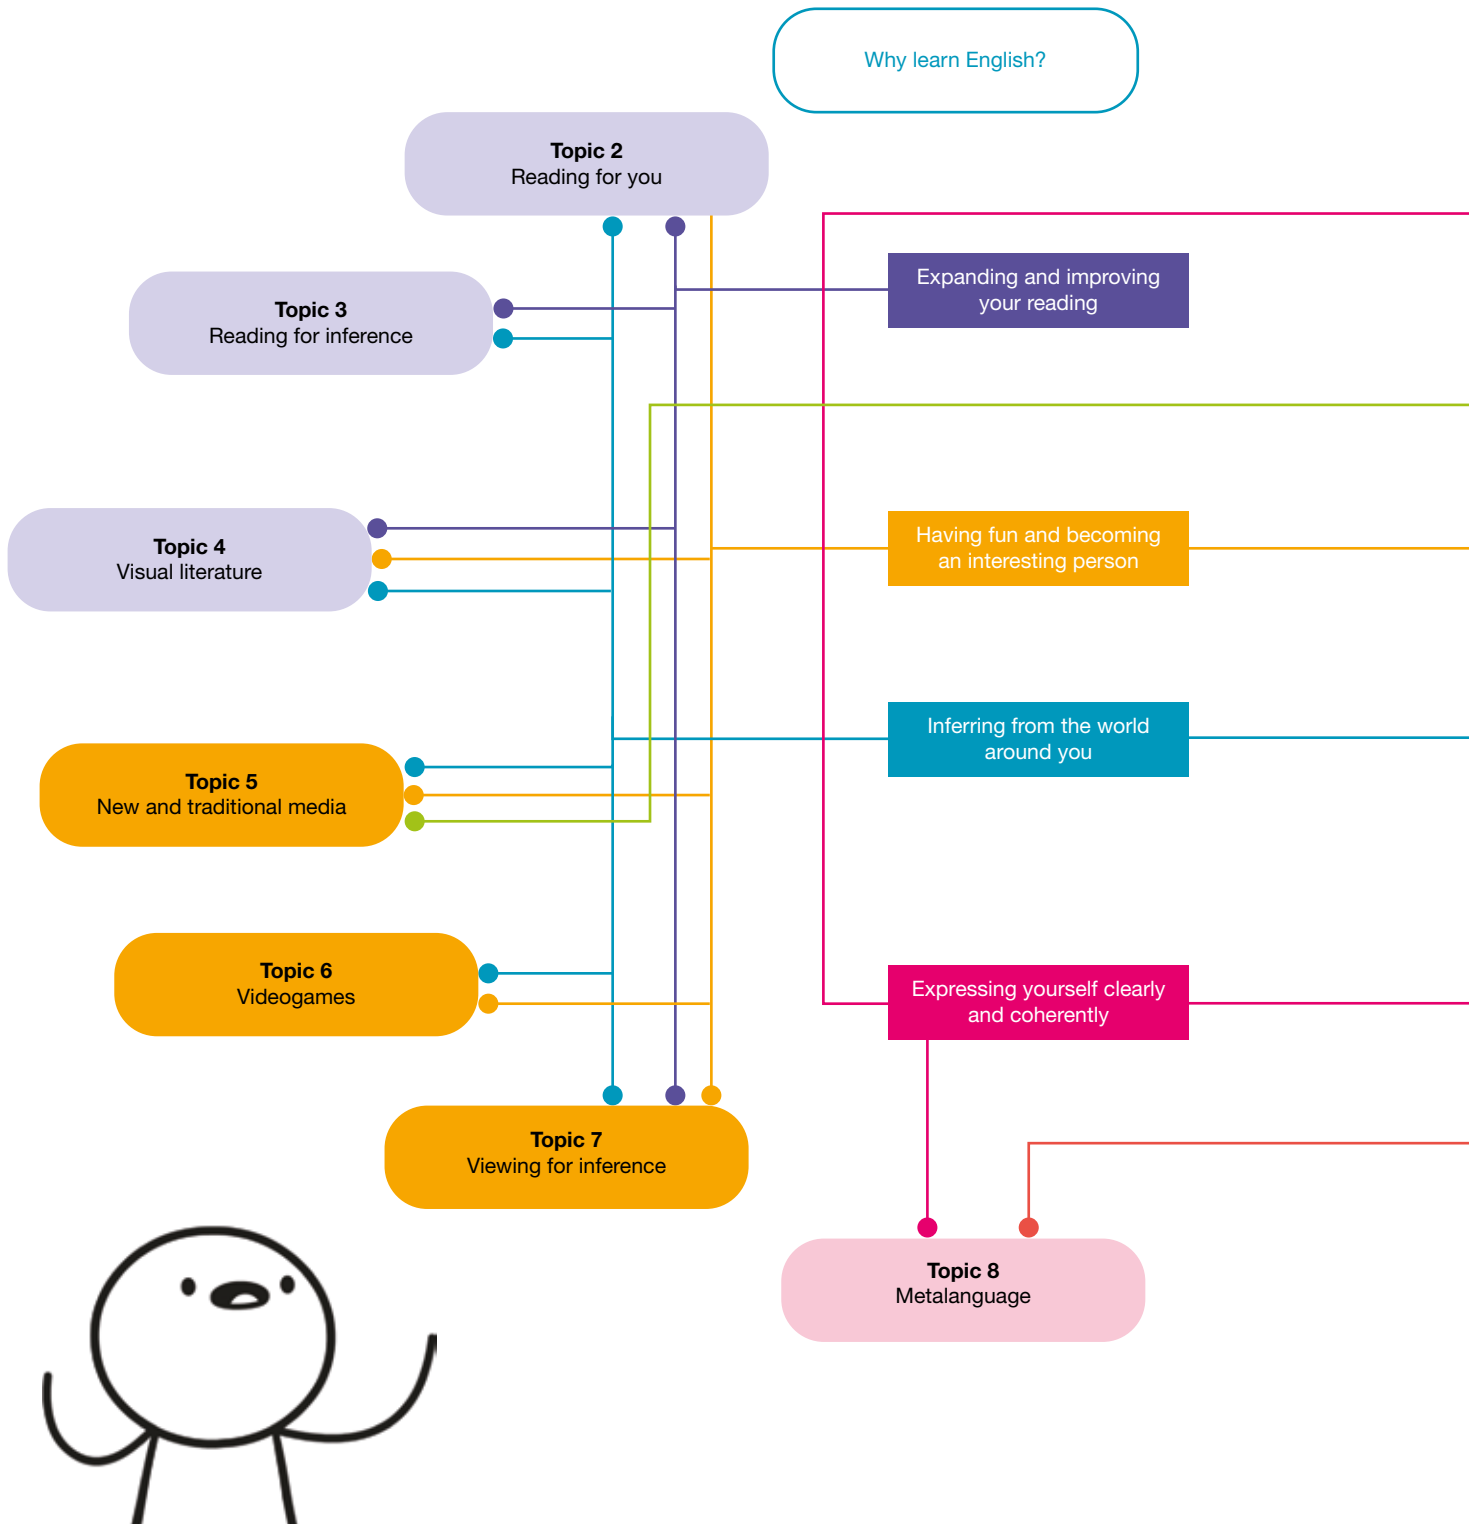 Why learn English?
Topic 2
Reading for you
Expanding and improving
your reading
Topic 3
Reading for inference
Having fun and becoming
an interesting person
Topic 4
Visual literature
Inferring from the world
around you
Topic 5
New and traditional media
Topic 6
Videogames
Expressing yourself clearly
and coherently
Topic 7
Viewing for inference
Topic 8
Metalanguage